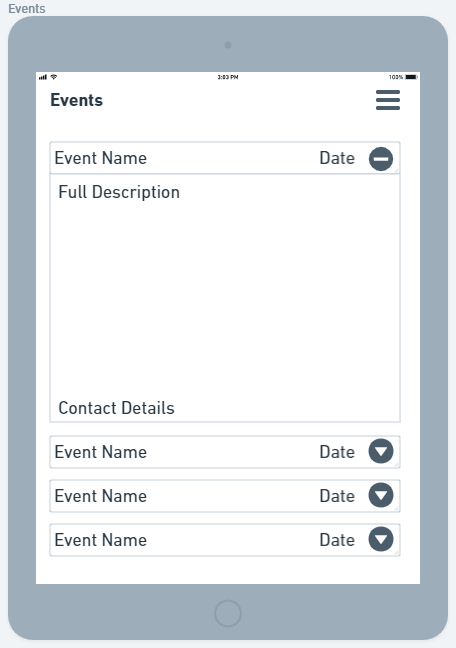 Events
3:03 PM 100%
Events
Event Name Date
Full Description
Contact Details
Event Name Date
Event Name Date
Event Name Date